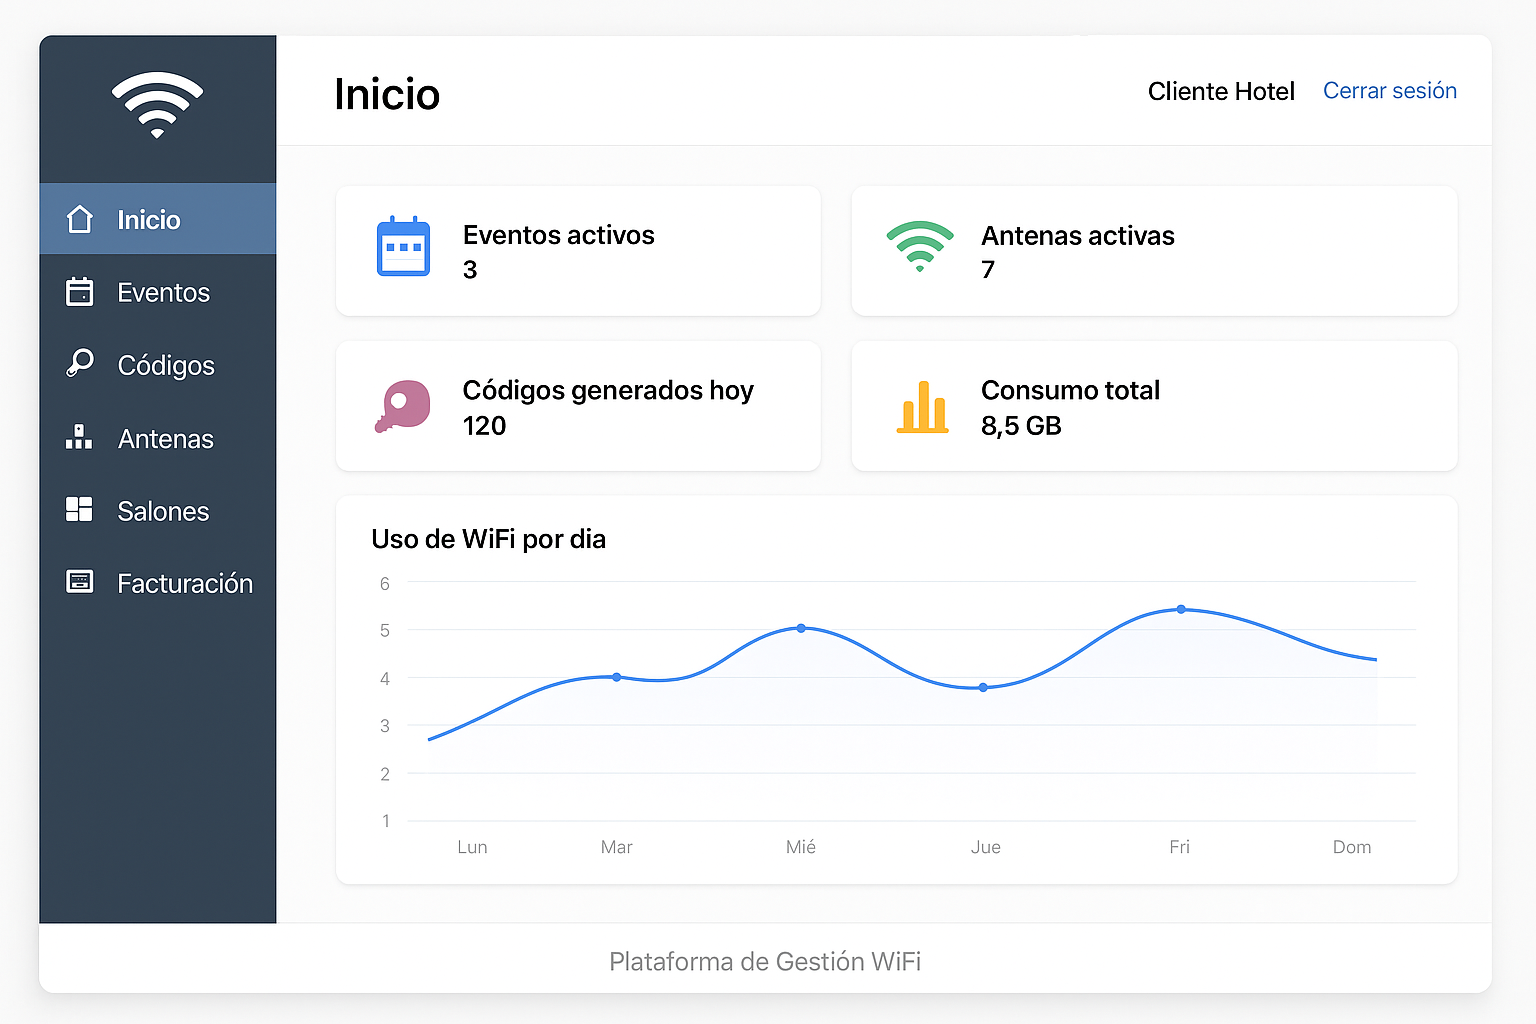 Inicio
Cliente Hotel
Cerrar sesión
Inicio
Eventos
Códigos
Antenas
Salones
Facturación
Eventos activos
3
Antenas activas
7
Códigos generados hoy
120
Consumo total
8,5 GB
Uso de WiFi por dia
6
5
4
3
2
1
Lun
Mar
Mié
Jue
Fri
Dom
Plataforma de Gestión WiFi